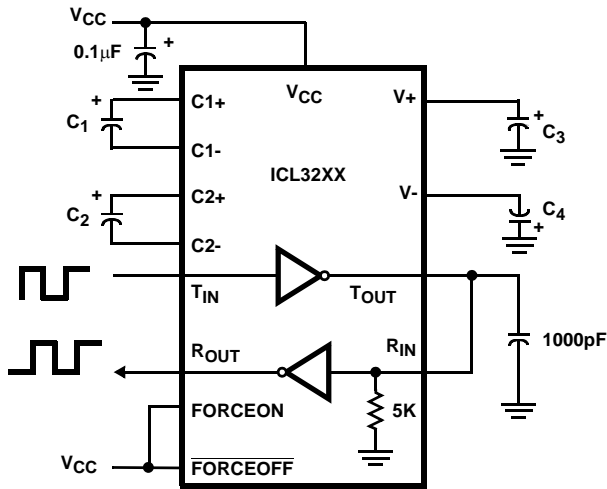 VCC
0.1μF
+
VCC
C1+
C1-
C2+
C2-
+
C1
+
C2
ICL32XX
V+
V-
+
C3
C4
+
TIN
TOUT
ROUT
RIN
1000pF
5K
FORCEON
FORCEOFF
VCC